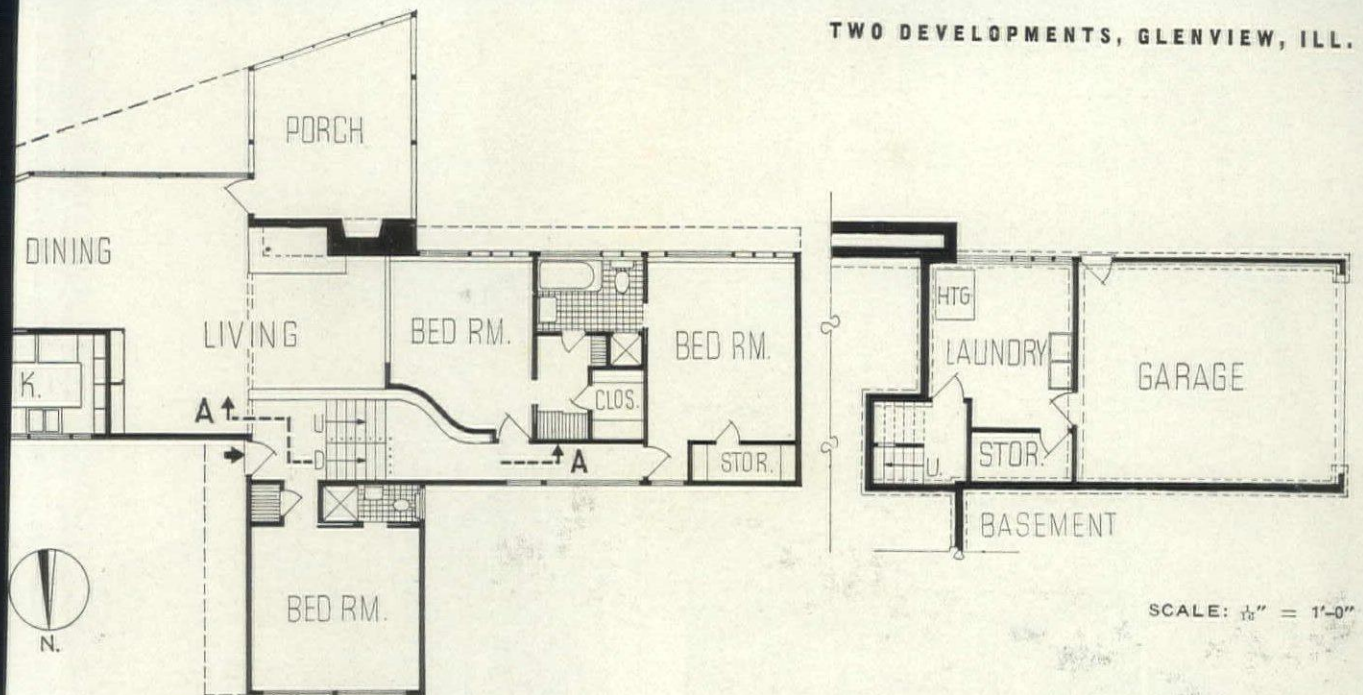 TWO DEVELOPMENTS, GLENVIEW, ILL.
PORCH
DINING
LIVING
BED RM.
BED RM.
HTG
LAUNDRY
GARAGE
K.
CLOS.
A
U
D
A
STOR.
STOR.
U.
BASEMENT
BED RM.
N.
SCALE: 1/16" = 1'-0"